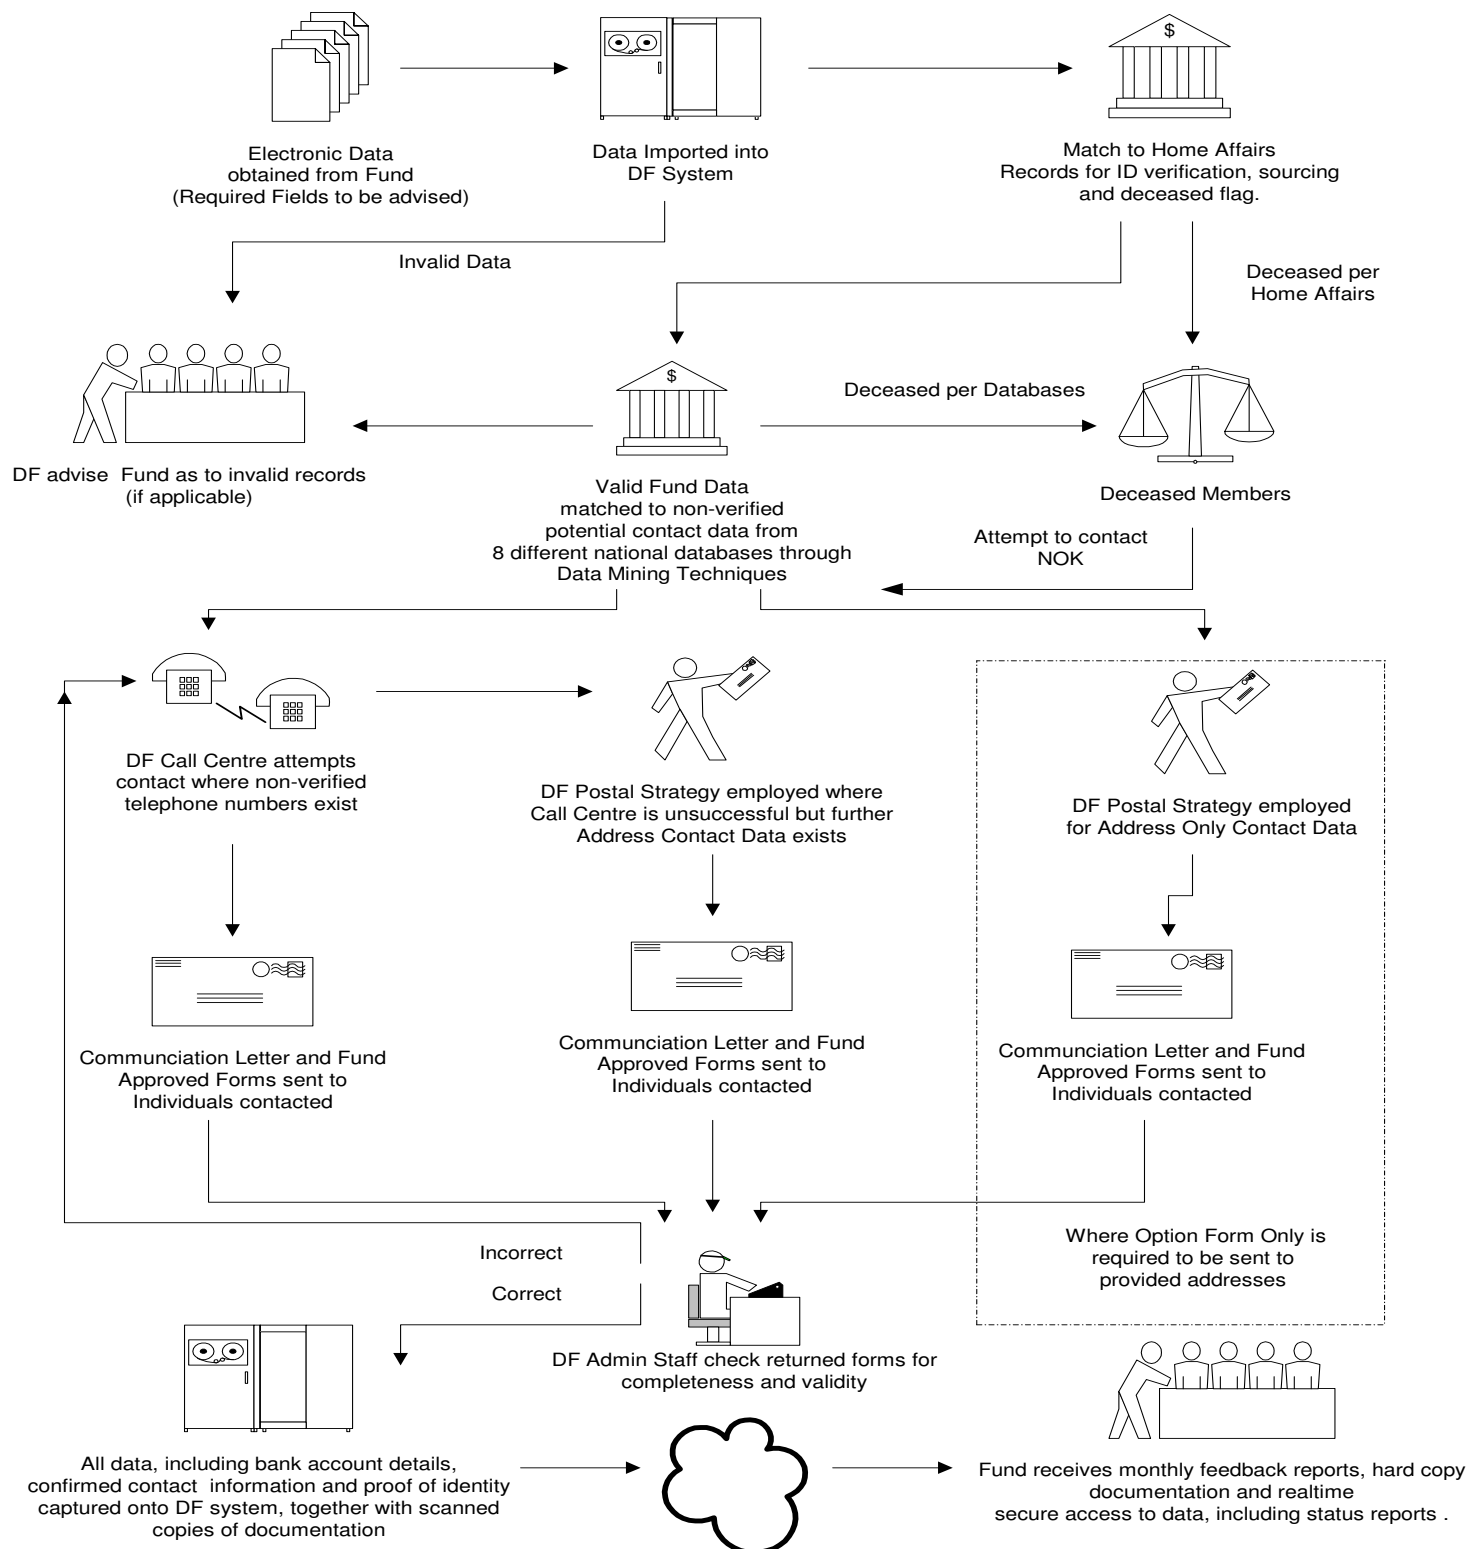 $
Electronic Data
obtained from Fund
(Required Fields to be advised)
Data Imported into
DF System
Match to Home Affairs
Records for ID verification, sourcing
and deceased flag.
Invalid Data
Deceased per
Home Affairs
$
Deceased per Databases
DF advise Fund as to invalid records
(if applicable)
Valid Fund Data
matched to non-verified
potential contact data from
8 different national databases through
Data Mining Techniques
Deceased Members
Attempt to contact
NOK
DF Call Centre attempts
contact where non-verified
telephone numbers exist
DF Postal Strategy employed where
Call Centre is unsuccessful but further
Address Contact Data exists
DF Postal Strategy employed
for Address Only Contact Data
Communciation Letter and Fund
Approved Forms sent to
Individuals contacted
Communciation Letter and Fund
Approved Forms sent to
Individuals contacted
Communciation Letter and Fund
Approved Forms sent to
Individuals contacted
Where Option Form Only is
required to be sent to
provided addresses
Incorrect
Correct
DF Admin Staff check returned forms for
completeness and validity
All data, including bank account details,
confirmed contact information and proof of identity
captured onto DF system, together with scanned
copies of documentation
Fund receives monthly feedback reports, hard copy
documentation and realtime
secure access to data, including status reports .